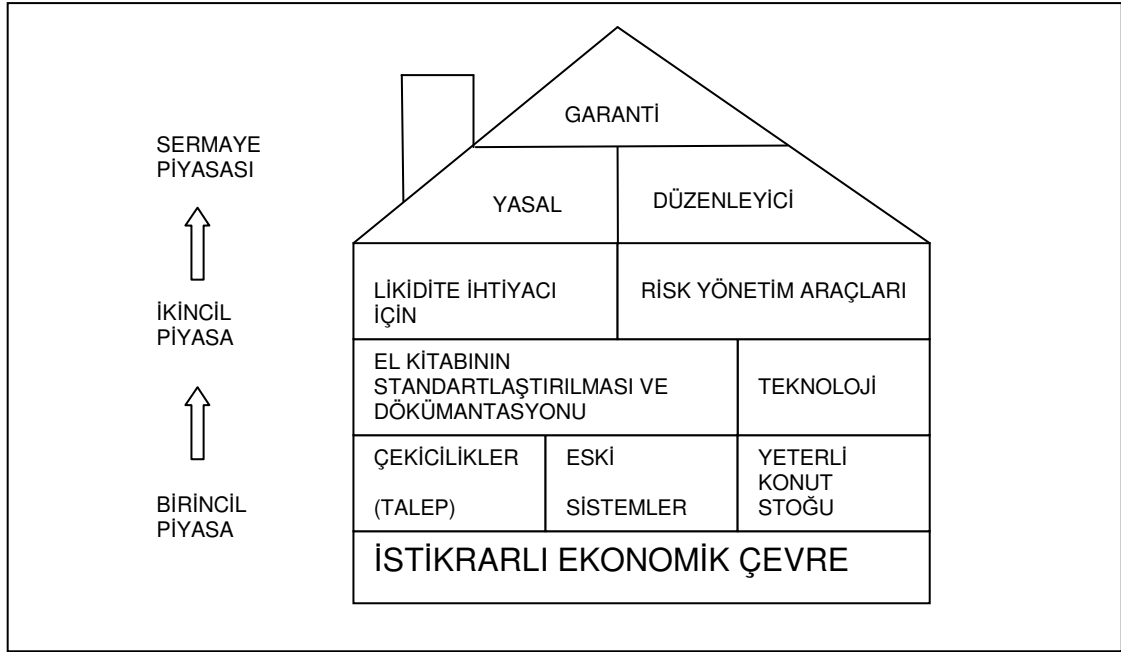 SERMAYE
PİYASASI
İKİNCİL
PİYASA
BİRİNCİL
PİYASA
GARANTİ
YASAL
DÜZENLEYİCİ
LİKİDİTE İHTİYACI
İÇİN
RİSK YÖNETİM ARAÇLARI
EL KİTABININ
STANDARTLAŞTIRILMASI VE
DÖKÜMANTASYONU
TEKNOLOJİ
ÇEKİCİLİKLER
(TALEP)
ESKİ
SİSTEMLER
YETERLİ
KONUT
STOĞU
İSTİKRARLI EKONOMİK ÇEVRE